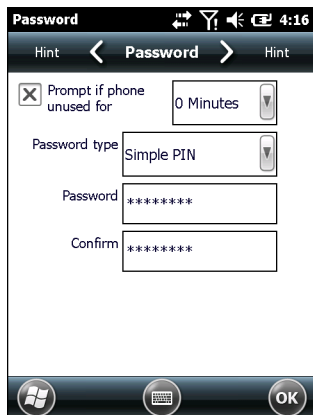 Password 4:16
Hint Password Hint
Prompt if phone
unused for
0 Minutes
Password type
Simple PIN
Password ********
Confirm ********
OK